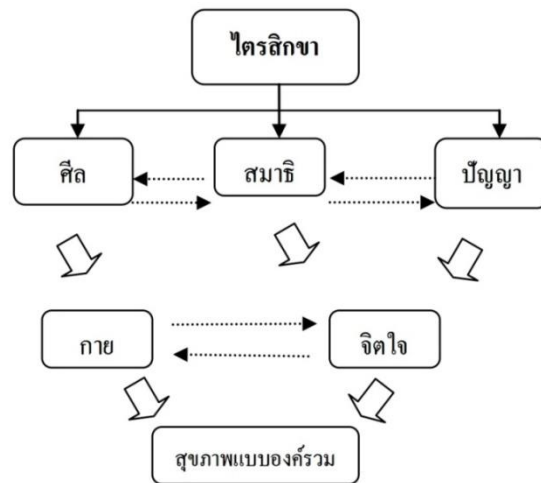 ไตรสิกขา
ศีล
สมาธิ
ปัญญา
กาย
จิตใจ
สุขภาพแบบองค์รวม